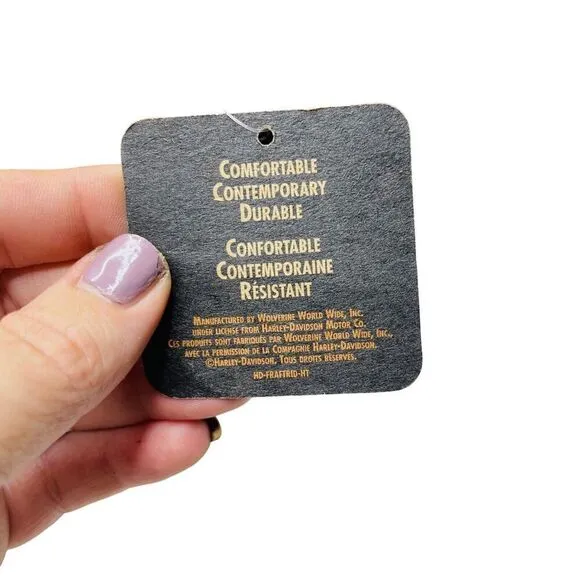 COMFORTABLE
CONTEMPORARY
DURABLE
CONFORTABLE
CONTEMPORAINE
RÉSISTANT
MANUFACTURED BY WOLVERINE WORLD WIDE, INC.
UNDER LICENSE FROM HARLEY-DAVIDSON MOTOR CO.
CES PRODUITS SONT FABRIQUÉS PAR WOLVERINE WORLD WIDE, INC.,
AVEC LA PERMISSION DE LA COMPAGNIE HARLEY-DAVIDSON.
©HARLEY-DAVIDSON. TOUS DROITS RÉSERVÉS.
HD-FRAFTRID-HT